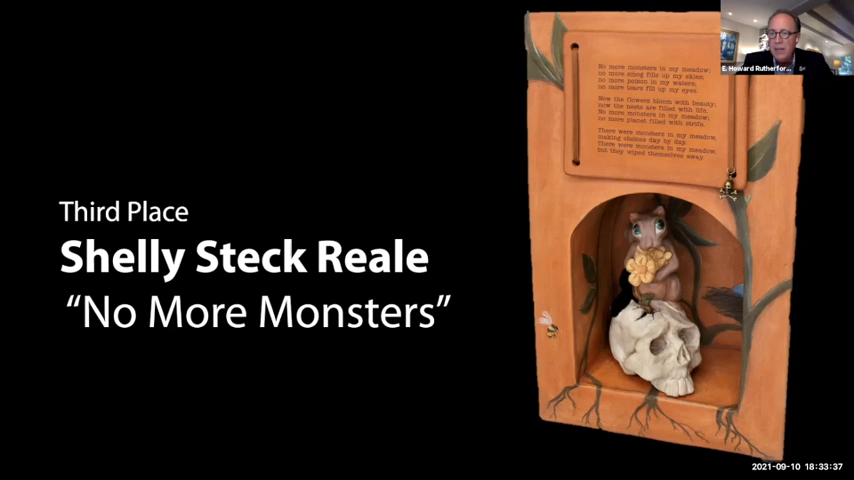 Third Place
Shelly Steck Reale
“No More Monsters”
No more monsters in my meadow;
no more smog fills up my skies;
no more poison in my waters;
no more tears fill up my eyes.
Now the flowers bloom with beauty;
now the nests are filled with life.
No more monsters in my meadow;
no more planet filled with strife.
There were monsters in my meadow,
making choices day by day.
There were monsters in my meadow,
but they wiped themselves away.
E. Howard Rutherfor...
2021-09-10 18:33:37